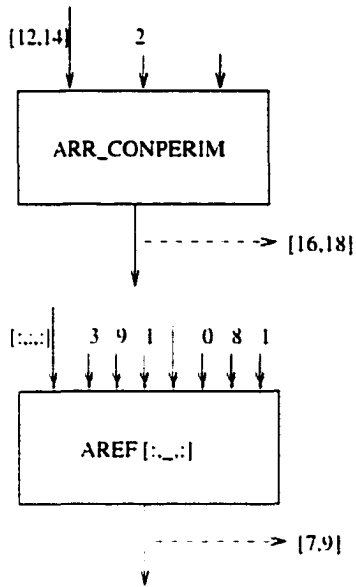 [12,14] 2
ARR_CONPERIM
[16,18]
[:,:,:] 3 9 1 0 8 1
AREF [:,_,:]
[7,9]